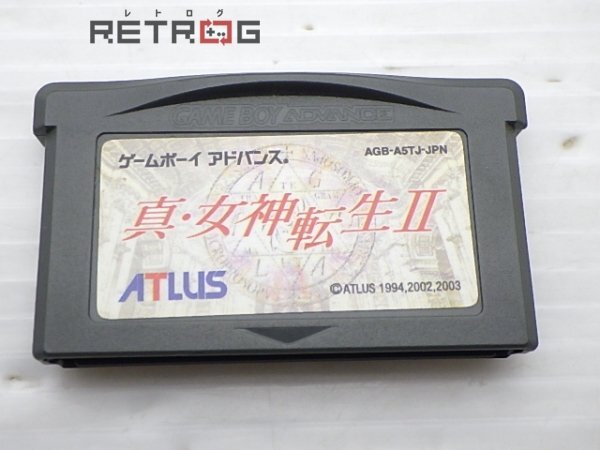 レトログ
RETROG
GAME BOY ADVANCE
ゲームボーイ アドバンス®
AGB-A5TJ-JPN
真・女神転生II
ATLUS
©ATLUS 1994,2002,2003